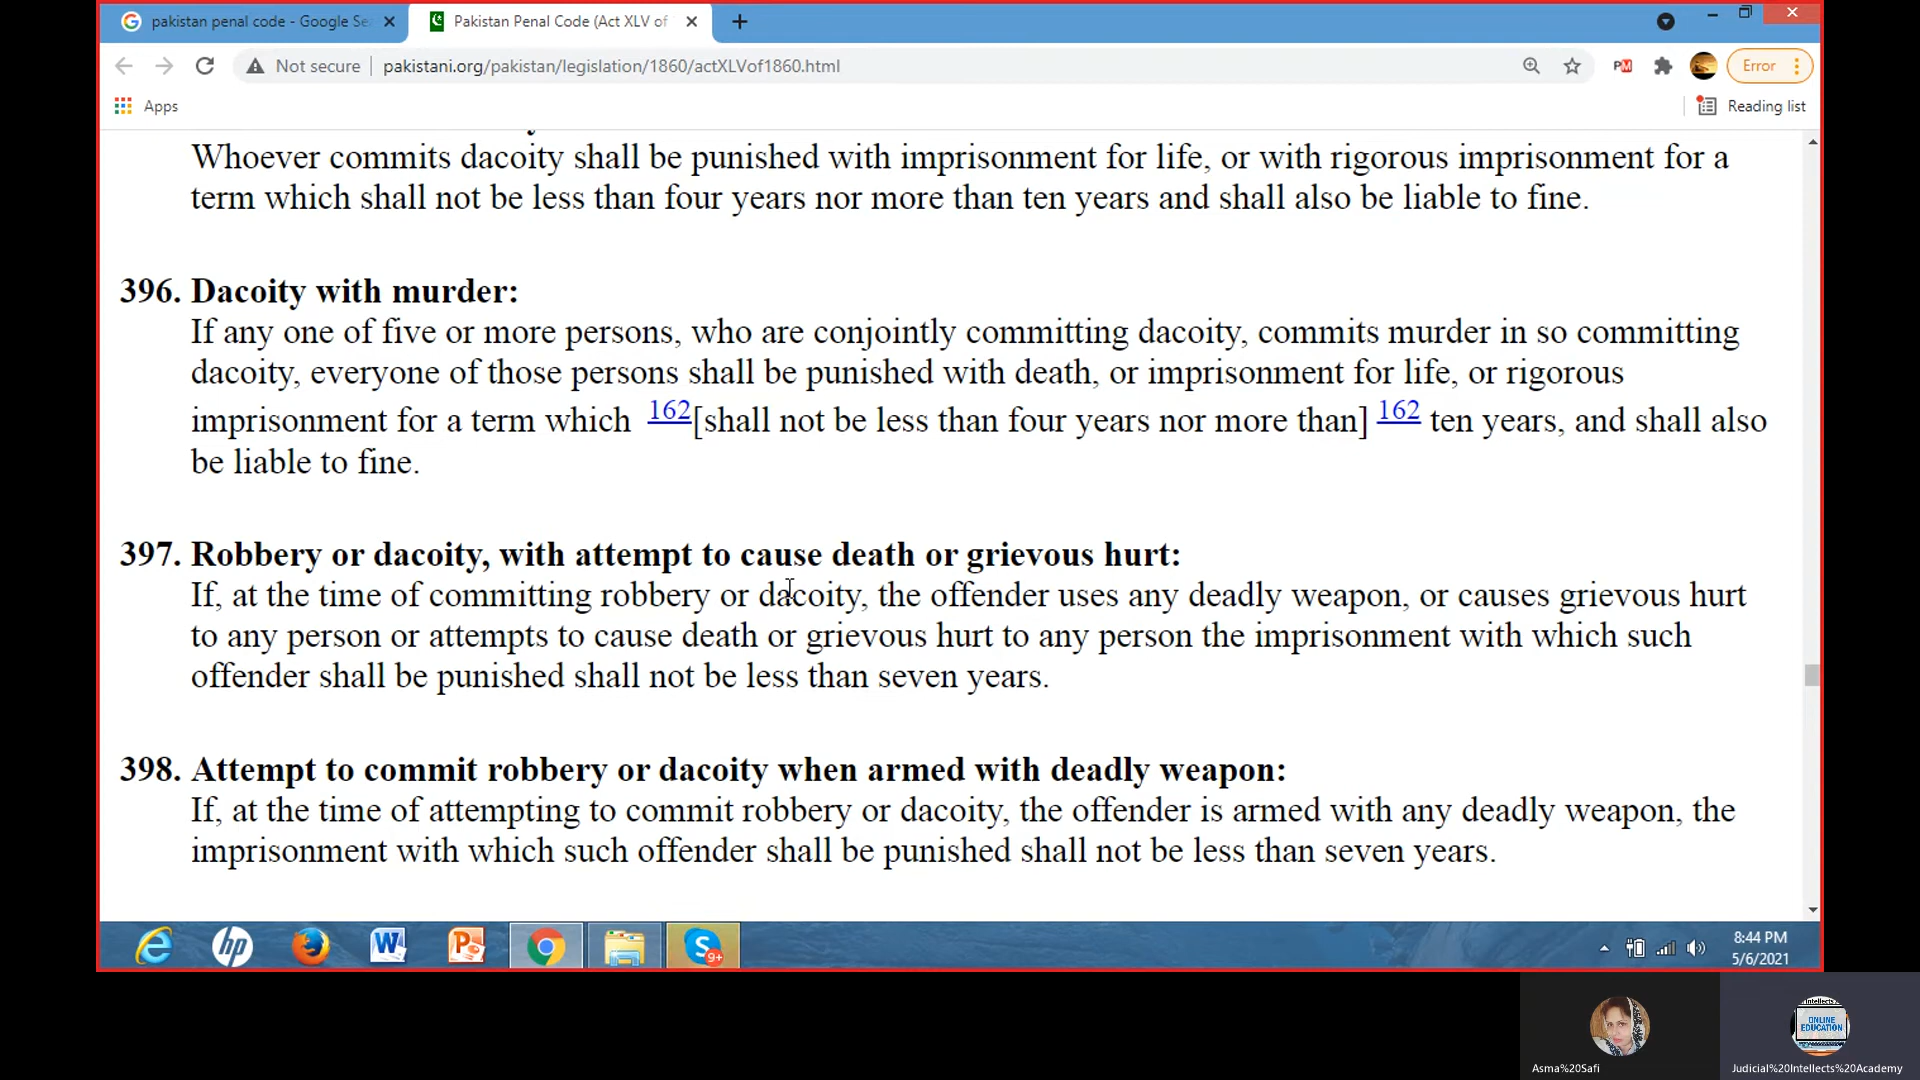 pakistan penal code - Google Se
Pakistan Penal Code (Act XLV of
Not secure
pakistani.org/pakistan/legislation/1860/actXLVof1860.html
PM
Error
Apps
Reading list
Whoever commits dacoity shall be punished with imprisonment for life, or with rigorous imprisonment for a
term which shall not be less than four years nor more than ten years and shall also be liable to fine.
396. Dacoity with murder:
If any one of five or more persons, who are conjointly committing dacoity, commits murder in so committing
dacoity, everyone of those persons shall be punished with death, or imprisonment for life, or rigorous
imprisonment for a term which 162[shall not be less than four years nor more than] 162 ten years, and shall also
be liable to fine.
397. Robbery or dacoity, with attempt to cause death or grievous hurt:
If, at the time of committing robbery or dacoity, the offender uses any deadly weapon, or causes grievous hurt
to any person or attempts to cause death or grievous hurt to any person the imprisonment with which such
offender shall be punished shall not be less than seven years.
398. Attempt to commit robbery or dacoity when armed with deadly weapon:
If, at the time of attempting to commit robbery or dacoity, the offender is armed with any deadly weapon, the
imprisonment with which such offender shall be punished shall not be less than seven years.
hp
9+
8:44 PM
5/6/2021
ONLINE
EDUCATION
Asma%20Safi
Judicial%20Intellects%20Academy